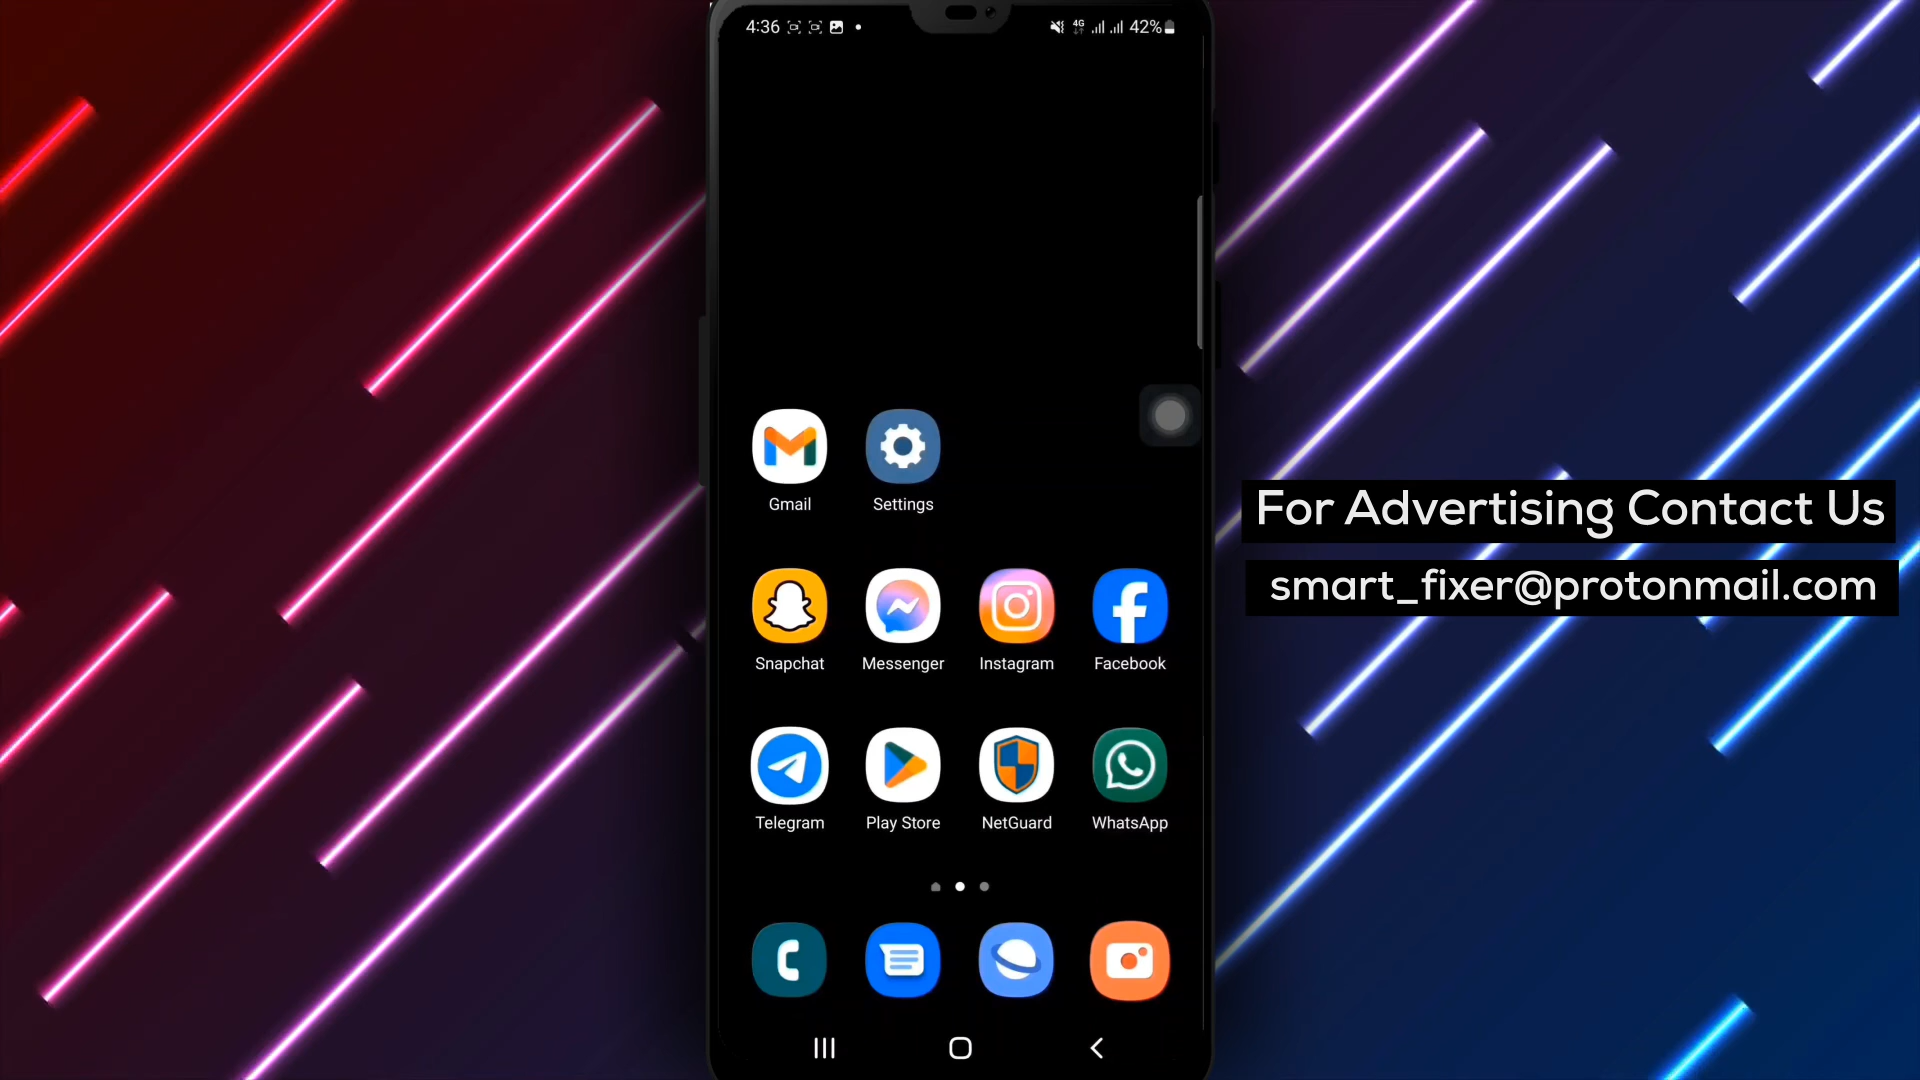 4:36
4G
42%
Gmail
Settings
Snapchat
Messenger
Instagram
Facebook
Telegram
Play Store
NetGuard
WhatsApp
For Advertising Contact Us
smart_fixer@protonmail.com